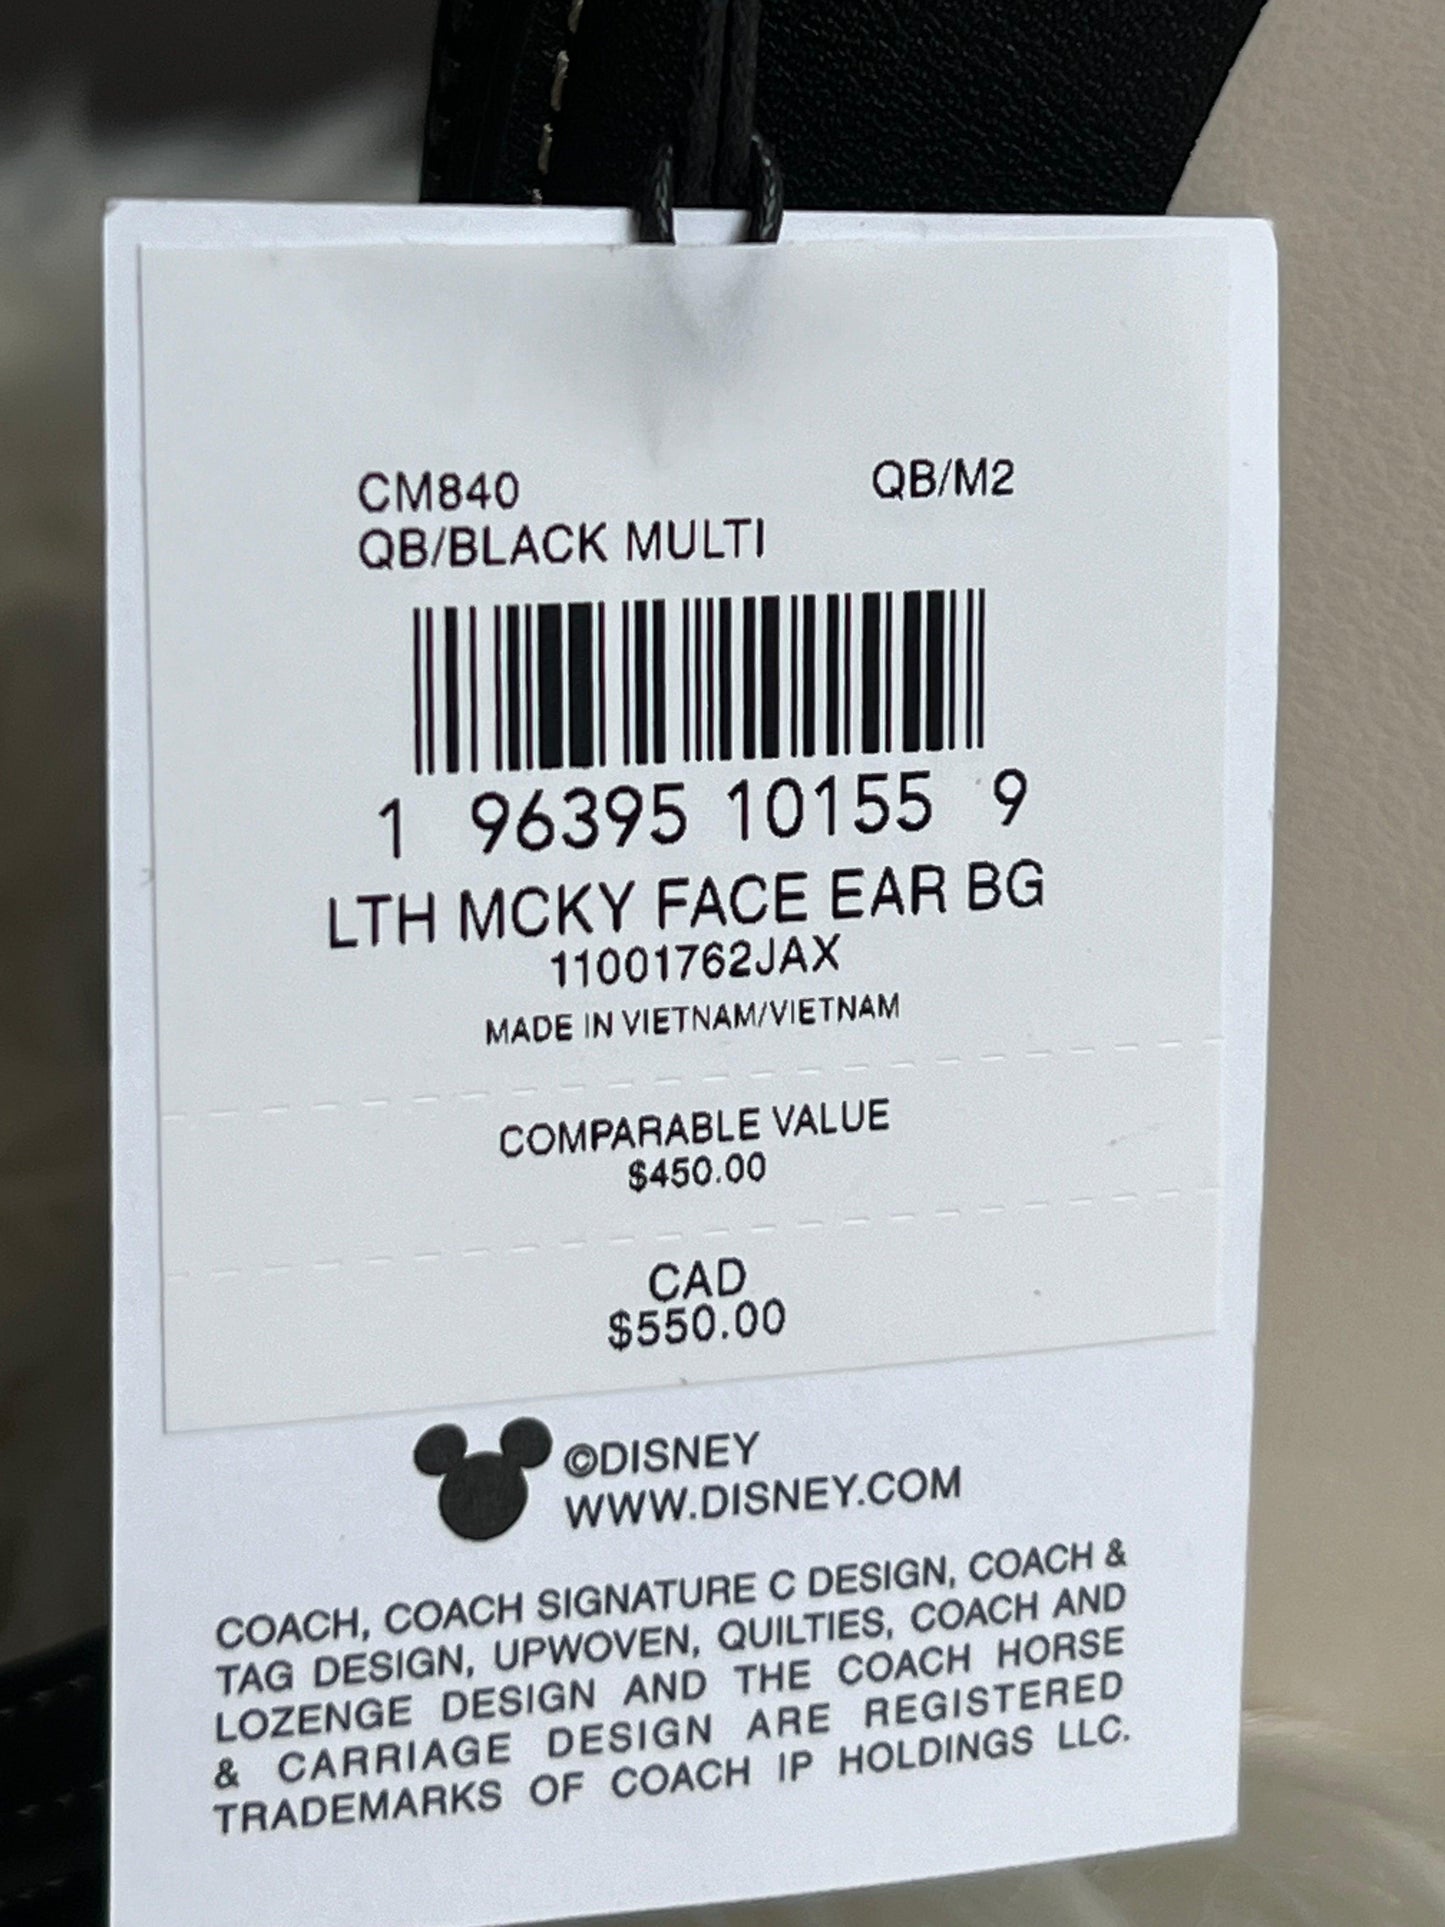 CM840 QB/M2
QB/BLACK MULTI
1 96395 10155 9
LTH MCKY FACE EAR BG
11001762JAX
MADE IN VIETNAM/VIETNAM
COMPARABLE VALUE
$450.00
CAD
$550.00
©DISNEY
WWW.DISNEY.COM
COACH, COACH SIGNATURE C DESIGN, COACH &
TAG DESIGN, UPWOVEN, QUILTIES, COACH AND
LOZENGE DESIGN AND THE COACH HORSE
& CARRIAGE DESIGN ARE REGISTERED
TRADEMARKS OF COACH IP HOLDINGS LLC.